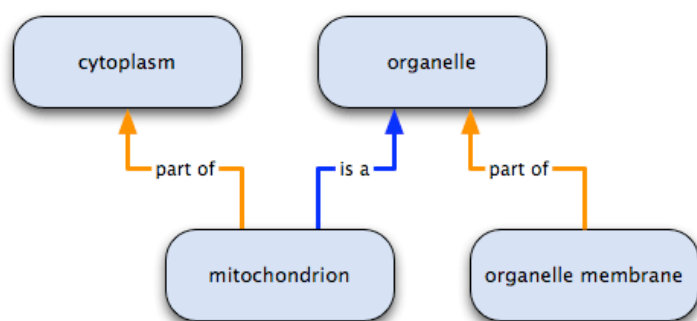 cytoplasm
organelle
part of
is a
part of
mitochondrion
organelle membrane